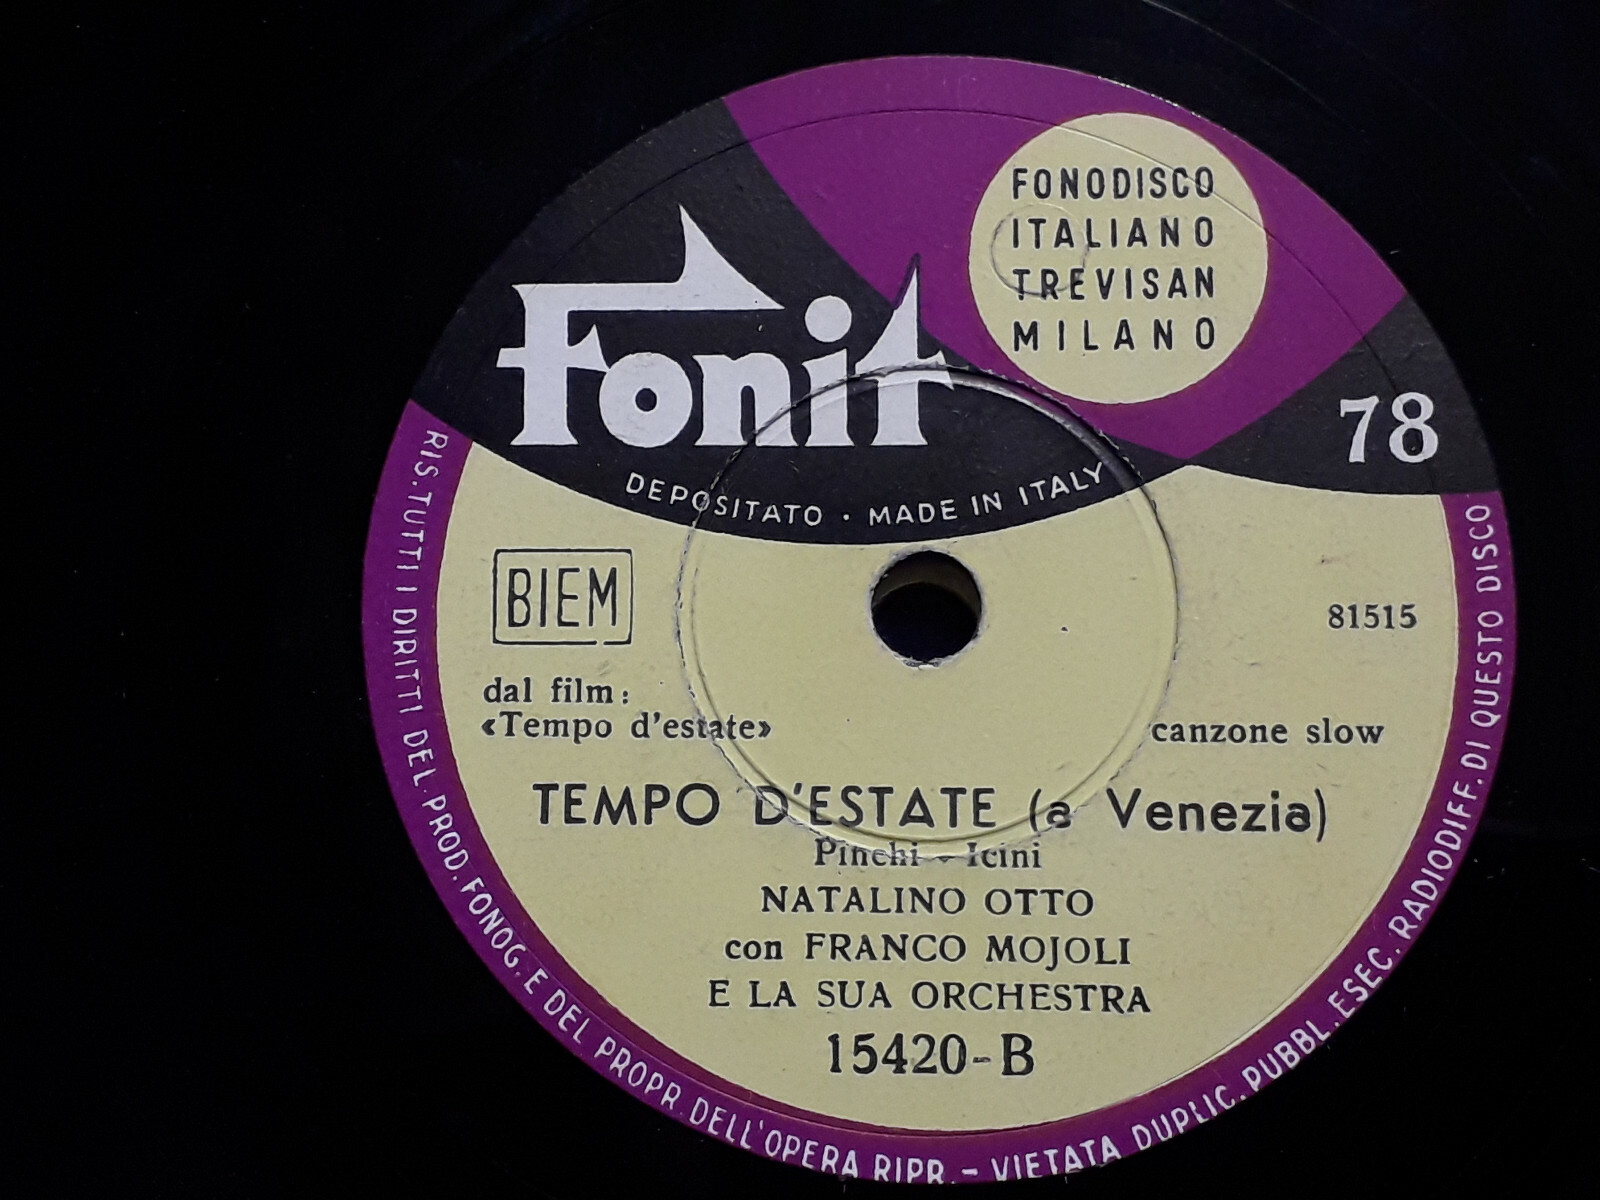 Fonit
FONODISCO
ITALIANO
TREVISAN
MILANO
78
DEPOSITATO · MADE IN ITALY
BIEM
81515
dal film:
«Tempo d'estate»
canzone slow
TEMPO D'ESTATE (a Venezia)
Pinchi - Icini
NATALINO OTTO
con FRANCO MOJOLI
E LA SUA ORCHESTRA
15420-B
RIS. TUTTI I DIRITTI DEL PROD. FONOG. E DEL PROPR. DELL'OPERA RIPR. - VIETATA DUPLIC. PUBBL. ESEC. RADIODIFF. DI QUESTO DISCO